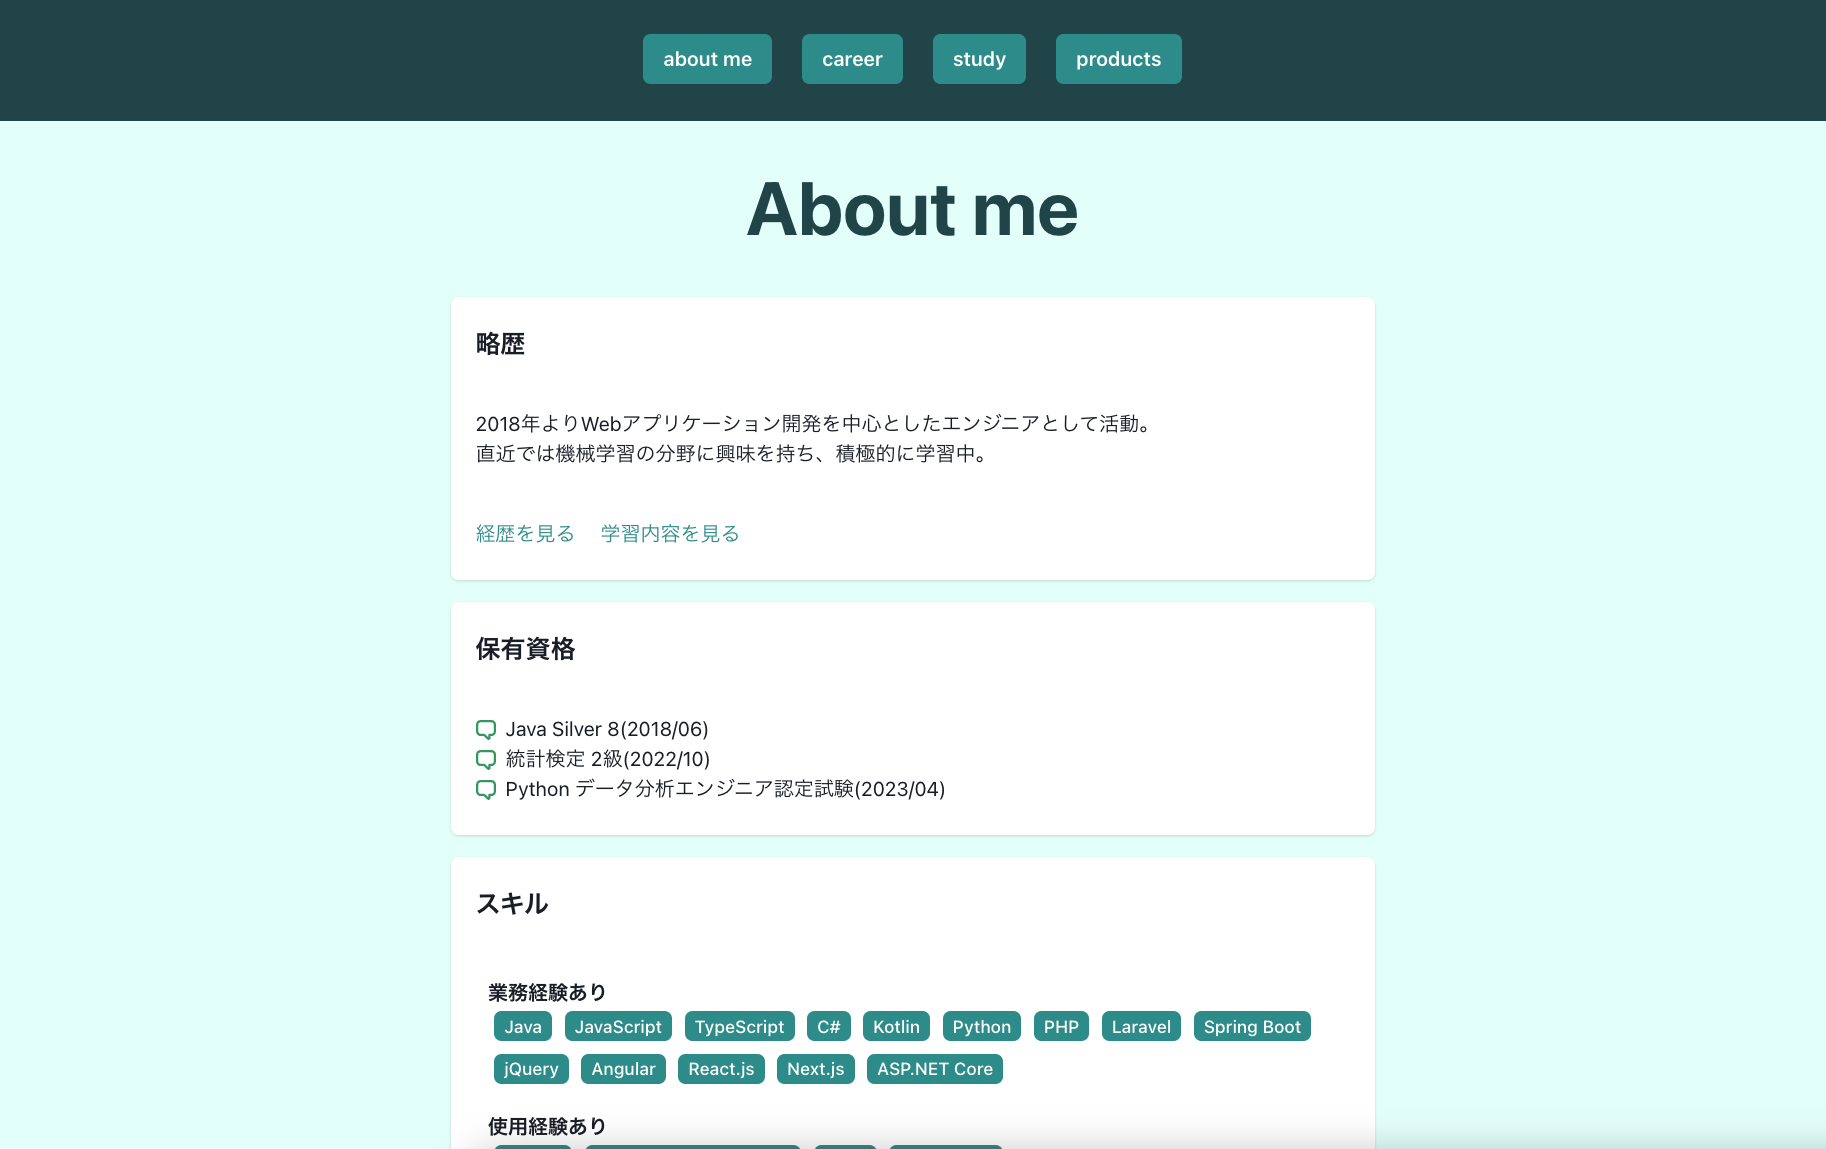 about me career study products
About me
略歴
2018年よりWebアプリケーション開発を中心としたエンジニアとして活動。
直近では機械学習の分野に興味を持ち、積極的に学習中。
経歴を見る 学習内容を見る
保有資格
Java Silver 8(2018/06)
統計検定 2級(2022/10)
Python データ分析エンジニア認定試験(2023/04)
スキル
業務経験あり
Java JavaScript TypeScript C# Kotlin Python PHP Laravel Spring Boot
jQuery Angular React.js Next.js ASP.NET Core
使用経験あり